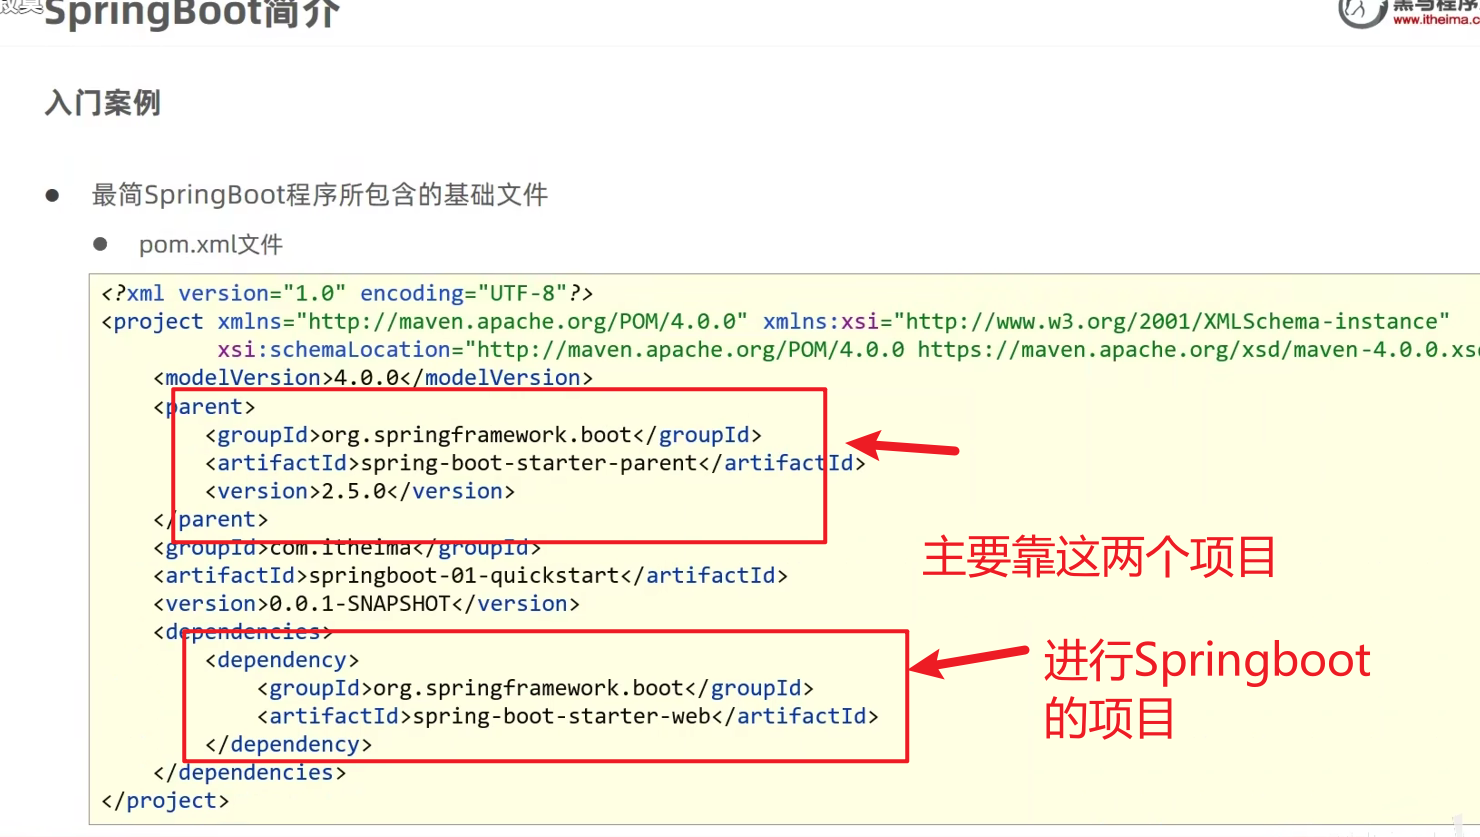 SpringBoot简介
www.itheima.c
入门案例
最简SpringBoot程序所包含的基础文件
pom.xml文件
<?xml version="1.0" encoding="UTF-8"?>
<project xmlns="http://maven.apache.org/POM/4.0.0" xmlns:xsi="http://www.w3.org/2001/XMLSchema-instance"
xsi:schemaLocation="http://maven.apache.org/POM/4.0.0 https://maven.apache.org/xsd/maven-4.0.0.xs
<modelVersion>4.0.0</modelVersion>
<parent>
<groupId>org.springframework.boot</groupId>
<artifactId>spring-boot-starter-parent</artifactId>
<version>2.5.0</version>
</parent>
<groupId>com.itheima</groupId>
<artifactId>springboot-01-quickstart</artifactId>
<version>0.0.1-SNAPSHOT</version>
<dependencies>
<dependency>
<groupId>org.springframework.boot</groupId>
<artifactId>spring-boot-starter-web</artifactId>
</dependency>
</dependencies>
</project>
主要靠这两个项目
进行Springboot
的项目